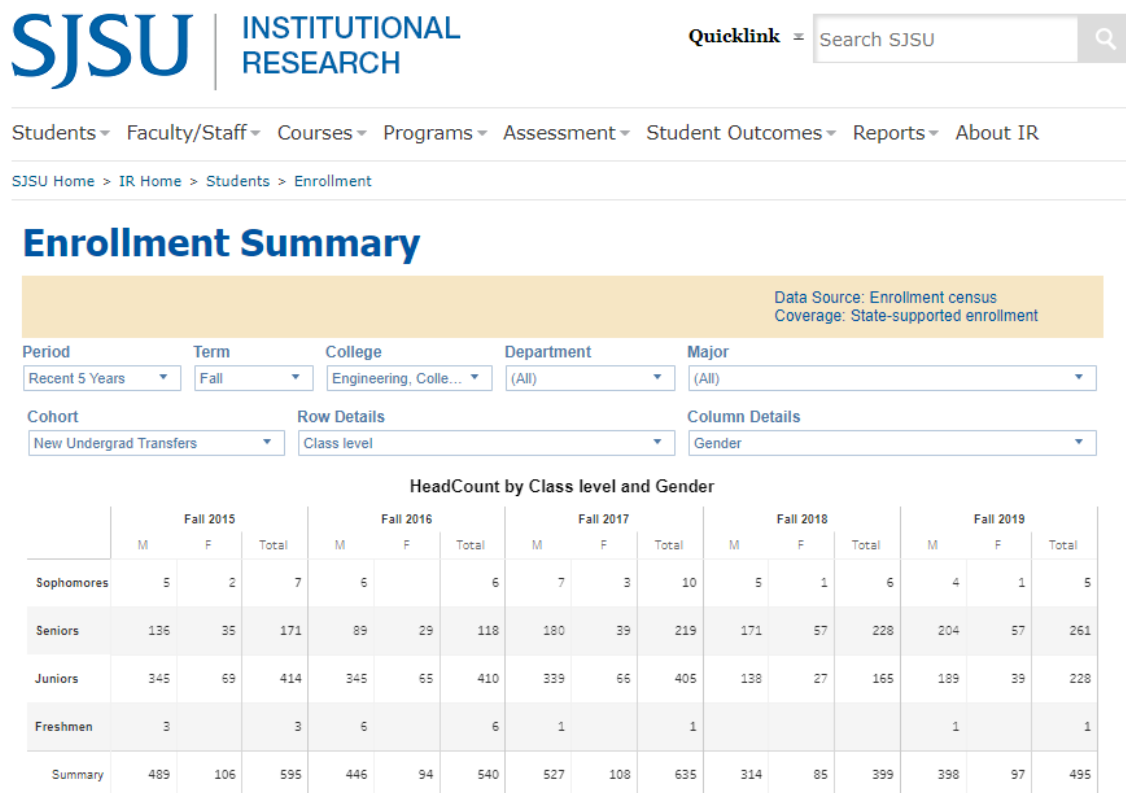 SJSU INSTITUTIONAL RESEARCH
Quicklink Search SJSU
Students Faculty/Staff Courses Programs Assessment Student Outcomes Reports About IR
SJSU Home > IR Home > Students > Enrollment
Enrollment Summary
Data Source: Enrollment census
Coverage: State-supported enrollment
Period Term College Department Major
Recent 5 Years Fall Engineering, Colle... (All) (All)
Cohort Row Details Column Details
New Undergrad Transfers Class level Gender
HeadCount by Class level and Gender
Fall 2015 Fall 2016 Fall 2017 Fall 2018 Fall 2019
M F Total M F Total M F Total M F Total M F Total
Sophomores 5 2 7 6 6 7 3 10 5 1 6 4 1 5
Seniors 136 35 171 89 29 118 180 39 219 171 57 228 204 57 261
Juniors 345 69 414 345 65 410 339 66 405 138 27 165 189 39 228
Freshmen 3 3 6 6 1 1 1 1
Summary 489 106 595 446 94 540 527 108 635 314 85 399 398 97 495